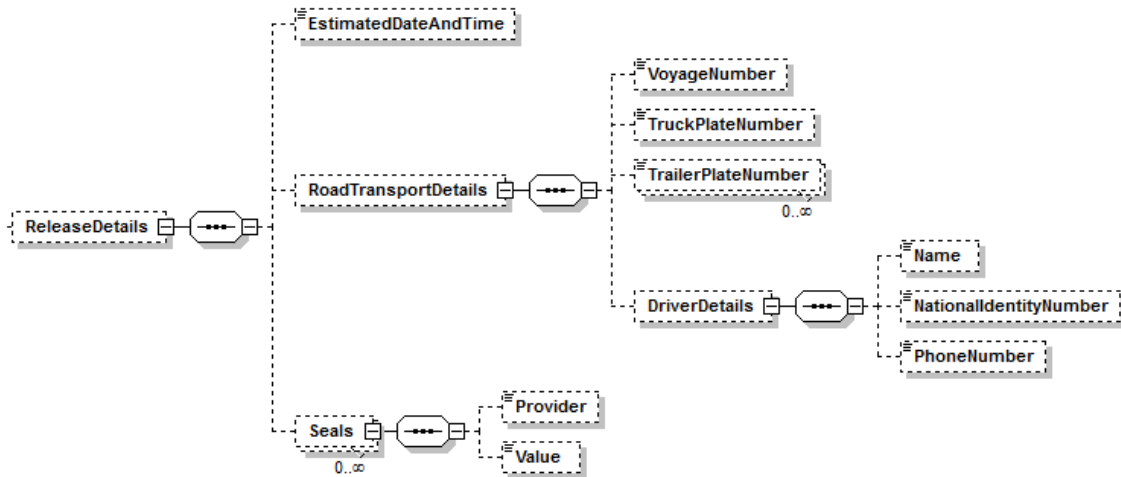 EstimatedDateAndTime
VoyageNumber
TruckPlateNumber
RoadTransportDetails
TrailerPlateNumber
0..∞
ReleaseDetails
Name
DriverDetails
NationalIdentityNumber
PhoneNumber
Seals
0..∞
Provider
Value